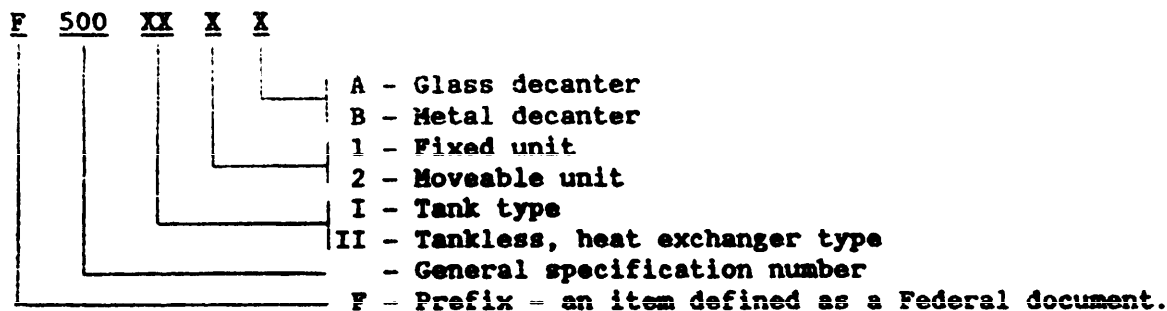 F 500 XX X X
A - Glass decanter
B - Metal decanter
1 - Fixed unit
2 - Moveable unit
I - Tank type
II - Tankless, heat exchanger type
- General specification number
F - Prefix - an item defined as a Federal document.